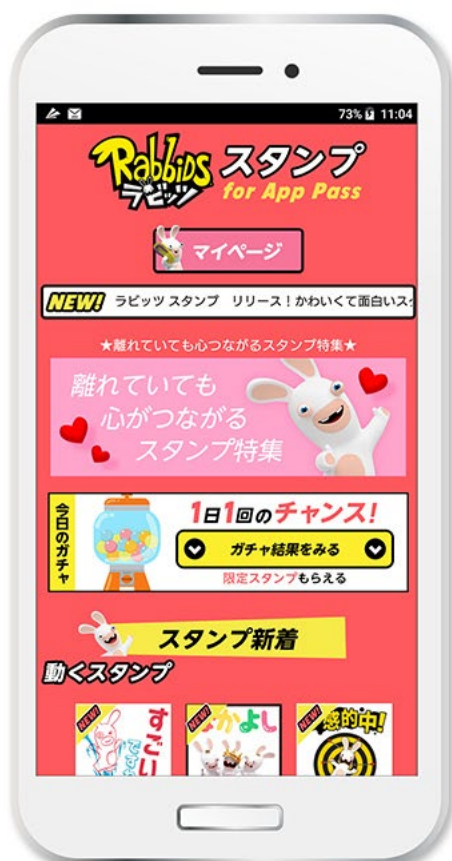 73% 11:04
Rabbids
ラビッツ
スタンプ
for App Pass
マイページ
NEW! ラビッツ スタンプ リリース！かわいくて面白いス
★離れていても心つながるスタンプ特集★
離れていても
心がつながる
スタンプ特集
今日のガチャ
1日1回のチャンス!
ガチャ結果をみる
限定スタンプもらえる
スタンプ新着
動くスタンプ
NEW!
すごい
NEW!
かよし
NEW!
感的中!